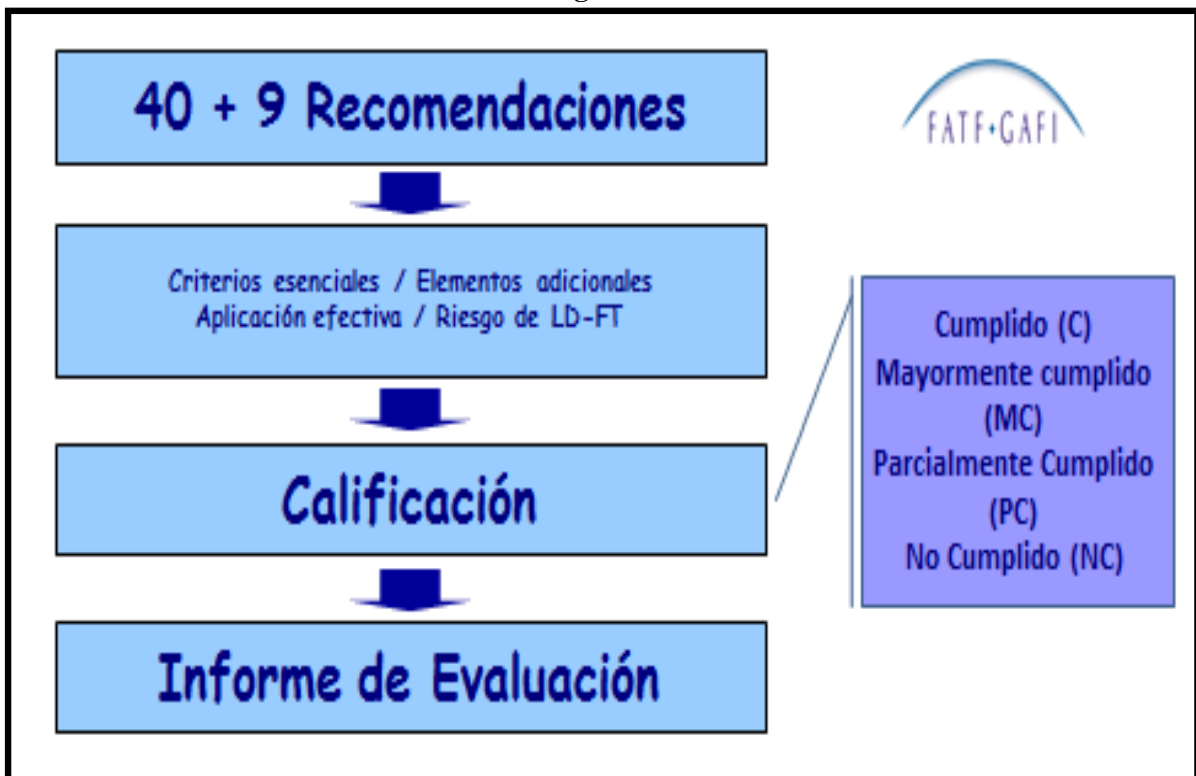 40 + 9 Recomendaciones
FATF+GAFI
Criterios esenciales / Elementos adicionales
Aplicación efectiva / Riesgo de LD-FT
Calificación
Cumplido (C)
Mayormente cumplido
(MC)
Parcialmente Cumplido
(PC)
No Cumplido (NC)
Informe de Evaluación